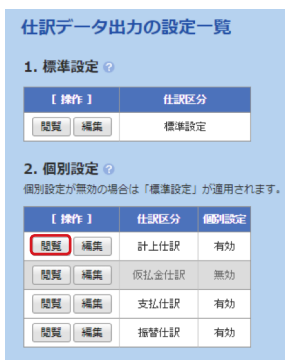 仕訳データ出力の設定一覧
1. 標準設定 ?
[ 操作 ] 仕訳区分
閲覧 編集 標準設定
2. 個別設定 ?
個別設定が無効の場合は「標準設定」が適用されます。
[ 操作 ] 仕訳区分 個別設定
閲覧 編集 計上仕訳 有効
閲覧 編集 仮払金仕訳 無効
閲覧 編集 支払仕訳 有効
閲覧 編集 振替仕訳 有効